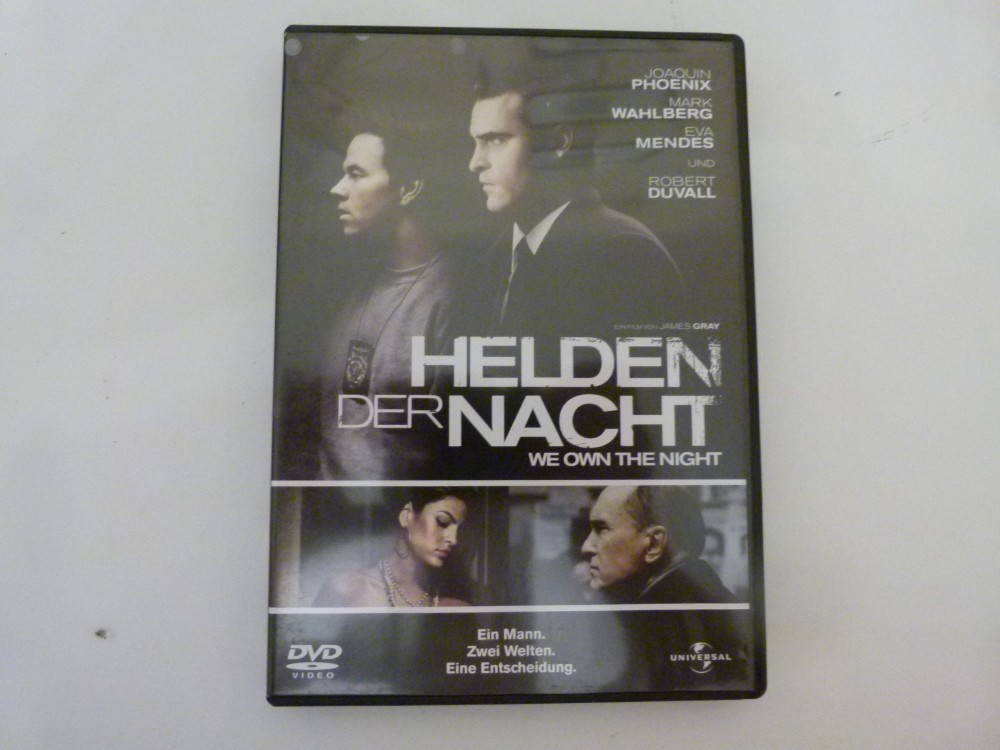 JOAQUIN
PHOENIX
MARK
WAHLBERG
EVA
MENDES
UND
ROBERT
DUVALL
EIN FILM VON JAMES GRAY
HELDEN
DER NACHT
WE OWN THE NIGHT
Ein Mann.
Zwei Welten.
Eine Entscheidung.
DVD
VIDEO
UNIVERSAL